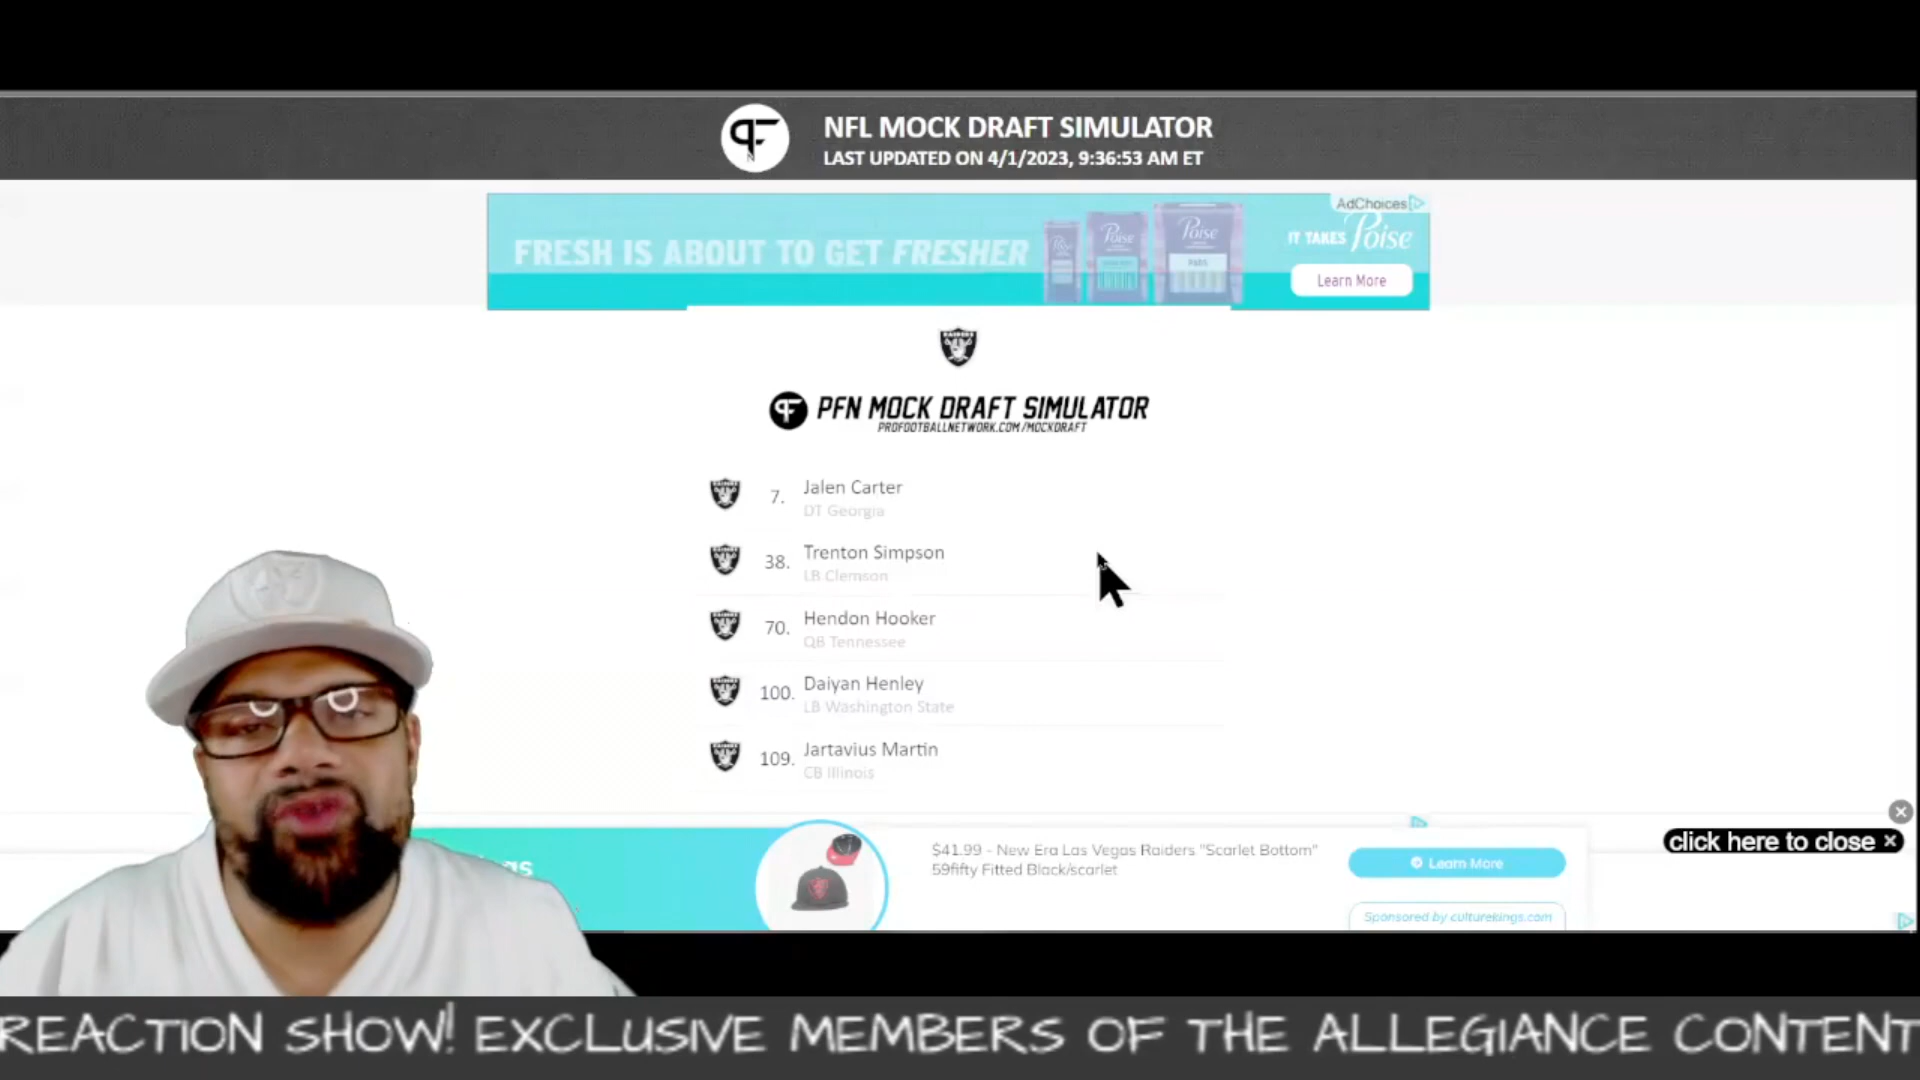 NFL MOCK DRAFT SIMULATOR
LAST UPDATED ON 4/1/2023, 9:36:53 AM ET
AdChoices
FRESH IS ABOUT TO GET FRESHER
Poise
Poise
PADS
IT TAKES Poise
Learn More
RAIDERS
PFN MOCK DRAFT SIMULATOR
PROFOOTBALLNETWORK.COM/MOCKDRAFT
7. Jalen Carter
DT Georgia
38. Trenton Simpson
LB Clemson
70. Hendon Hooker
QB Tennessee
100. Daiyan Henley
LB Washington State
109. Jartavius Martin
CB Illinois
click here to close ×
$41.99 - New Era Las Vegas Raiders "Scarlet Bottom"
59fifty Fitted Black/scarlet
Learn More
Sponsored by culturekings.com
REACTION SHOW! EXCLUSIVE MEMBERS OF THE ALLEGIANCE CONTENT